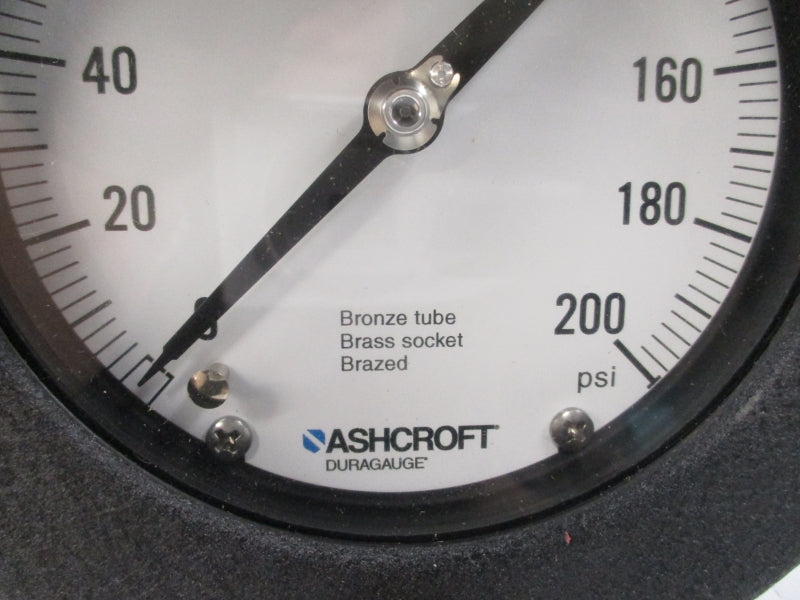 40
160
20
180
200
psi
Bronze tube
Brass socket
Brazed
ASHCROFT®
DURAGAUGE®